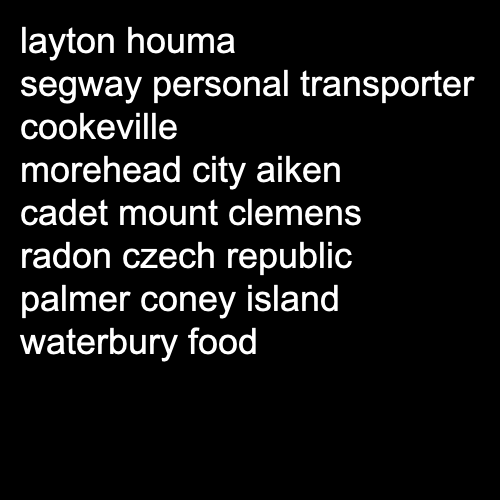 layton houma
segway personal transporter
cookeville
morehead city aiken
cadet mount clemens
radon czech republic
palmer coney island
waterbury food